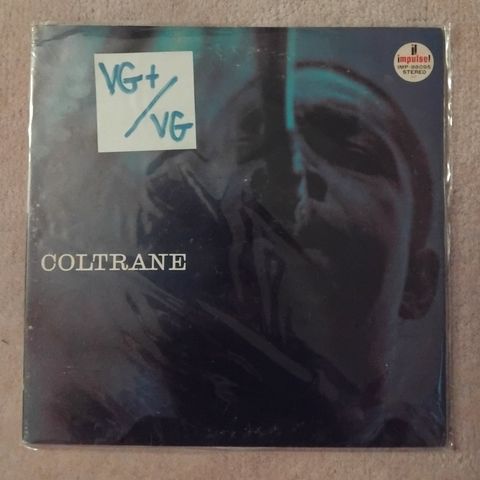 VG+
/
VG
impulse!
STEREO
COLTRANE